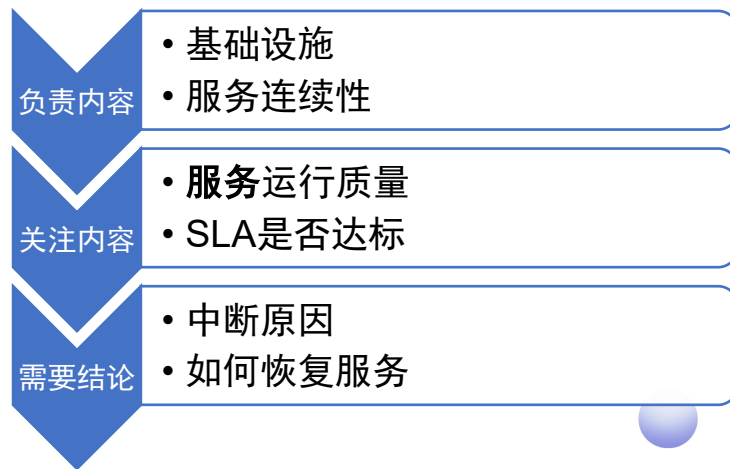 负责内容
• 基础设施
• 服务连续性
关注内容
• 服务运行质量
• SLA是否达标
需要结论
• 中断原因
• 如何恢复服务